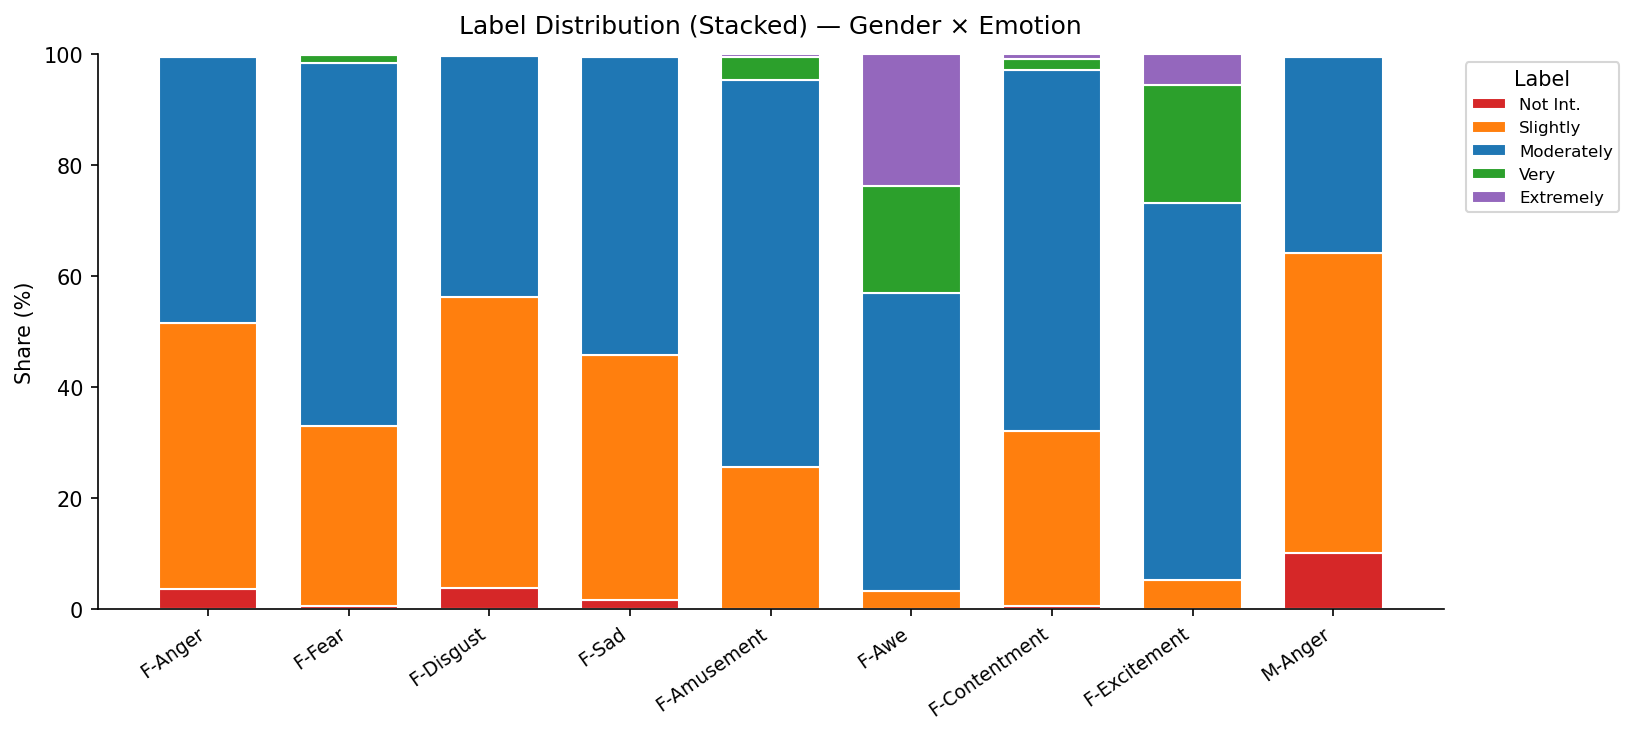 Label Distribution (Stacked) — Gender × Emotion
Share (%)
100
80
60
40
20
0
F-Anger
F-Fear
F-Disgust
F-Sad
F-Amusement
F-Awe
F-Contentment
F-Excitement
M-Anger
Label
Not Int.
Slightly
Moderately
Very
Extremely